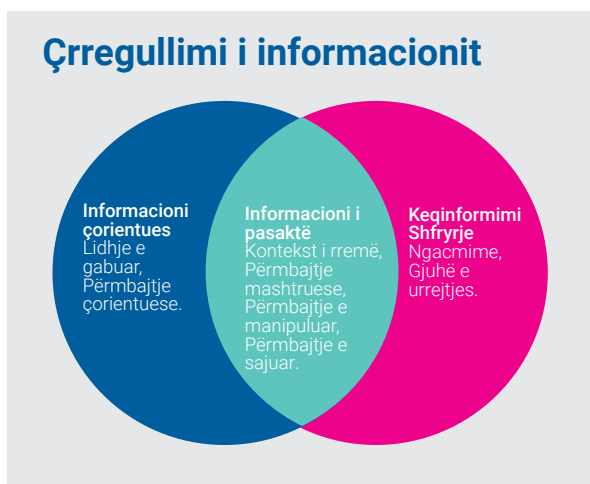 Çrregullimi i informacionit
Informacioni
çorientues
Lidhje e
gabuar,
Përmbajtje
çorientuese.
Informacioni i
pasaktë
Kontekst i rremë,
Përmbajtje
mashtruese,
Përmbajtje e
manipuluar,
Përmbajtje e
sajuar.
Keqinformimi
Shfryrje
Ngacmime,
Gjuhë e
urrejtjes.